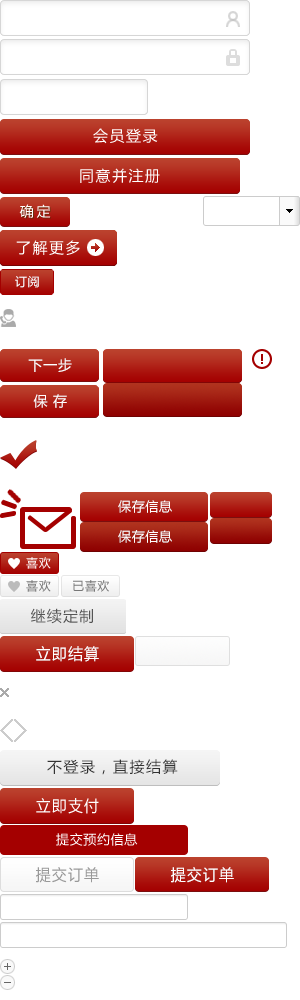 会员登录
同意并注册
确定
了解更多
订阅
下一步
保存
保存信息
保存信息
喜欢
喜欢 已喜欢
继续定制
立即结算
不登录，直接结算
立即支付
提交预约信息
提交订单 提交订单